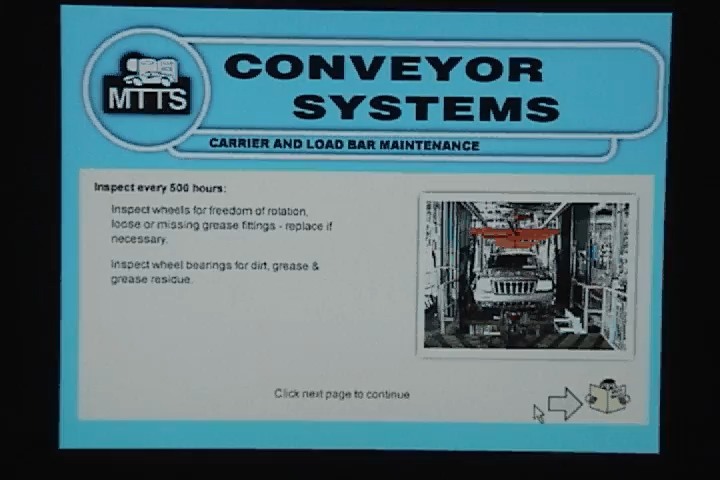 MTTS
CONVEYOR
SYSTEMS
CARRIER AND LOAD BAR MAINTENANCE
Inspect every 500 hours:
Inspect wheels for freedom of rotation,
loose or missing grease fittings - replace if
necessary.
Inspect wheel bearings for dirt, grease &
grease residue.
Click next page to continue